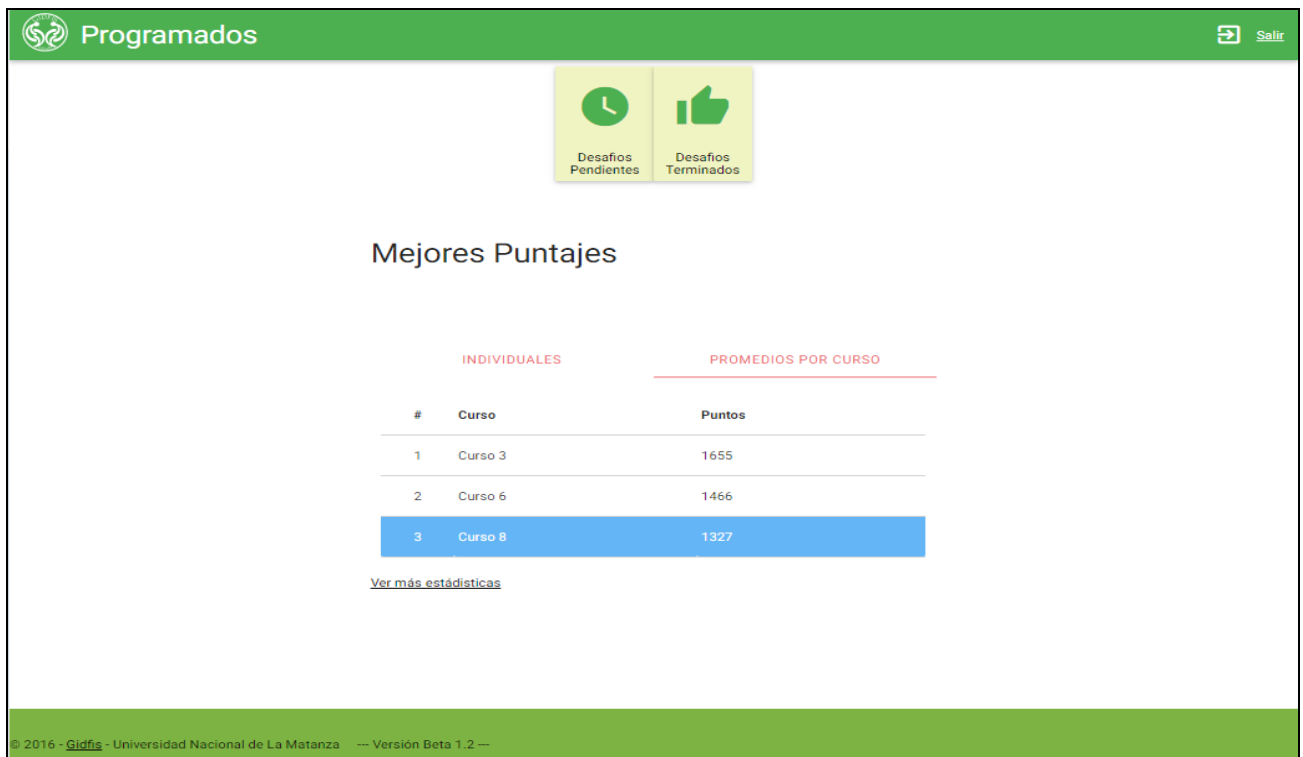 Programados
Salir
Desafios
Pendientes
Desafios
Terminados
Mejores Puntajes
INDIVIDUALES PROMEDIOS POR CURSO
# Curso Puntos
1 Curso 3 1655
2 Curso 6 1466
3 Curso 8 1327
Ver más estádisticas
© 2016 - Gidfis - Universidad Nacional de La Matanza --- Versión Beta 1.2 ---